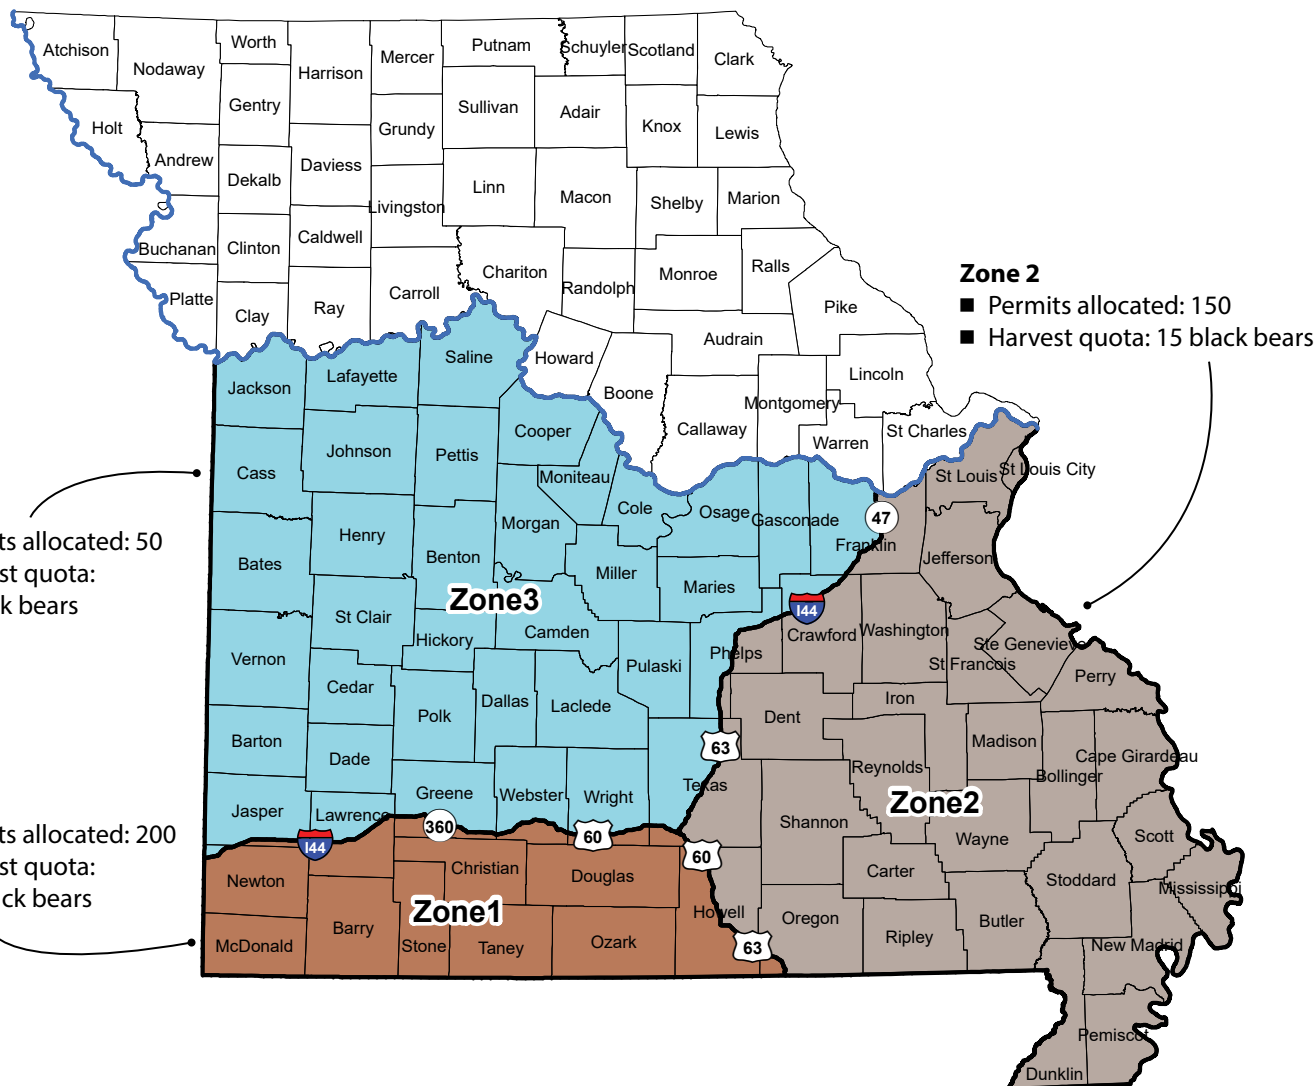 Atchison
Nodaway
Worth
Harrison
Mercer
Putnam
Schuyler
Scotland
Clark
Holt
Gentry
Grundy
Sullivan
Adair
Knox
Lewis
Andrew
Dekalb
Daviess
Livingston
Linn
Macon
Shelby
Marion
Buchanan
Clinton
Caldwell
Chariton
Randolph
Monroe
Ralls
Platte
Clay
Ray
Carroll
Pike
Audrain
Zone 2
■ Permits allocated: 150
■ Harvest quota: 15 black bears
Saline
Howard
Boone
Jackson
Lafayette
Lincoln
Montgomery
Cooper
Callaway
Warren
St Charles
Johnson
Pettis
Cass
Moniteau
St Louis
St Louis City
Cole
Osage
Gasconade
47
Morgan
Franklin
Henry
Benton
Jefferson
Bates
Miller
Maries
ts allocated: 50
st quota:
k bears
Zone3
I44
St Clair
Hickory
Camden
Crawford
Washington
Ste Genevieve
St Francois
Vernon
Phelps
Pulaski
Perry
Cedar
Dallas
Laclede
Iron
Polk
Dent
Barton
63
Madison
Cape Girardeau
Bollinger
Dade
Reynolds
Texas
Greene
Webster
Wright
Zone2
Jasper
Lawrence
Shannon
Wayne
Scott
360
60
I44
60
ts allocated: 200
st quota:
ck bears
Newton
Christian
Douglas
Carter
Stoddard
Mississippi
Zone1
Howell
Oregon
Butler
Barry
Ripley
McDonald
Stone
Taney
Ozark
63
New Madrid
Pemiscot
Dunklin